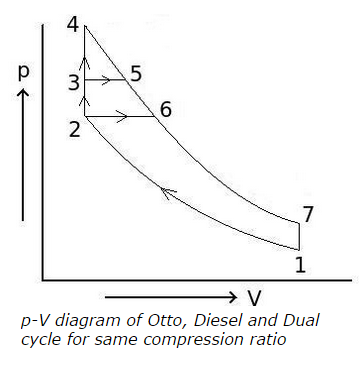 4
p
3
5
2
6
7
1
V
p-V diagram of Otto, Diesel and Dual
cycle for same compression ratio